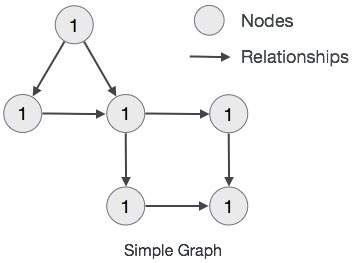 1
Nodes
Relationships
1 1 1
1 1
Simple Graph